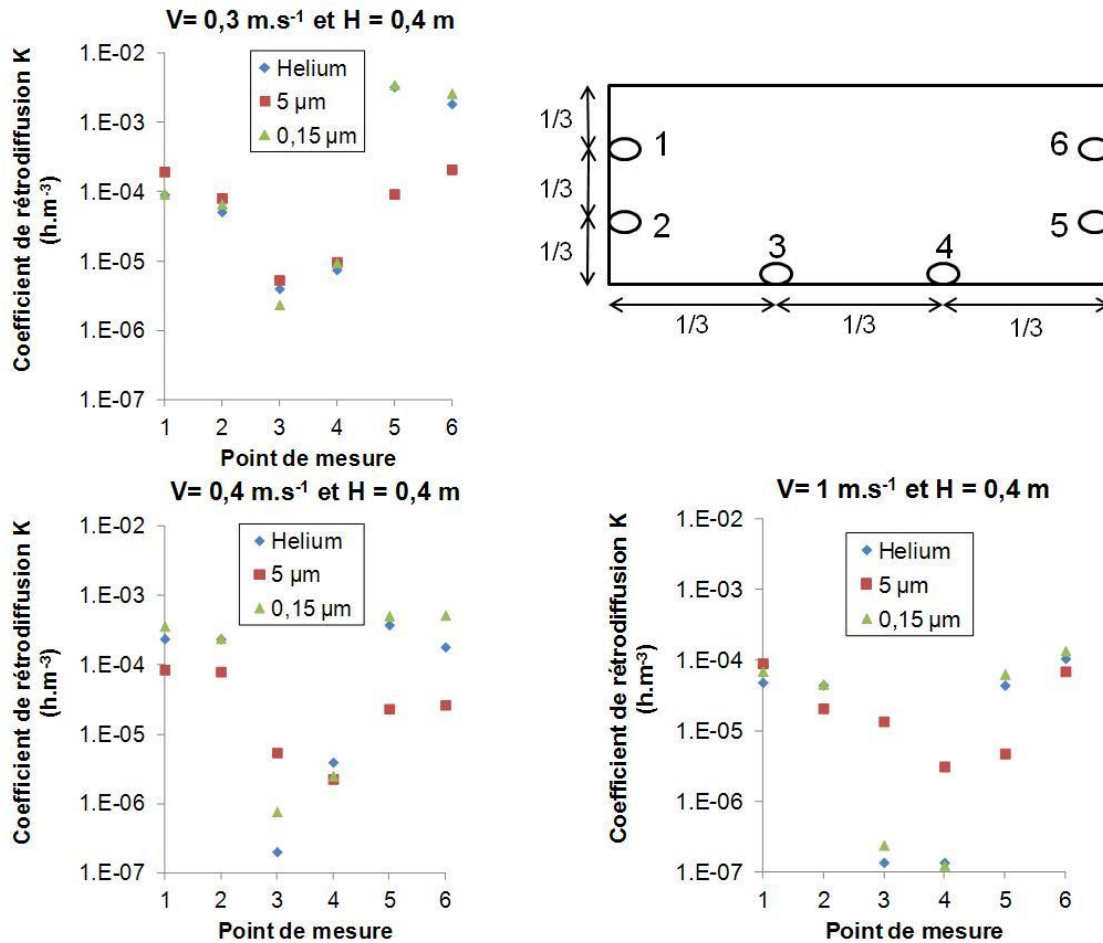 V= 0,3 m.s-1 et H = 0,4 m
Coefficient de rétrodiffusion K
(h.m-3)
1.E-02
1.E-03
1.E-04
1.E-05
1.E-06
1.E-07
Helium
5 µm
0,15 µm
1 2 3 4 5 6
Point de mesure
1/3
1/3
1/3
1
2
3
4
5
6
1/3 1/3 1/3
V= 0,4 m.s-1 et H = 0,4 m
Coefficient de rétrodiffusion K
(h.m-3)
1.E-02
1.E-03
1.E-04
1.E-05
1.E-06
1.E-07
Helium
5 µm
0,15 µm
1 2 3 4 5 6
Point de mesure
V= 1 m.s-1 et H = 0,4 m
Coefficient de rétrodiffusion K
(h.m-3)
1.E-02
1.E-03
1.E-04
1.E-05
1.E-06
1.E-07
Helium
5 µm
0,15 µm
1 2 3 4 5 6
Point de mesure